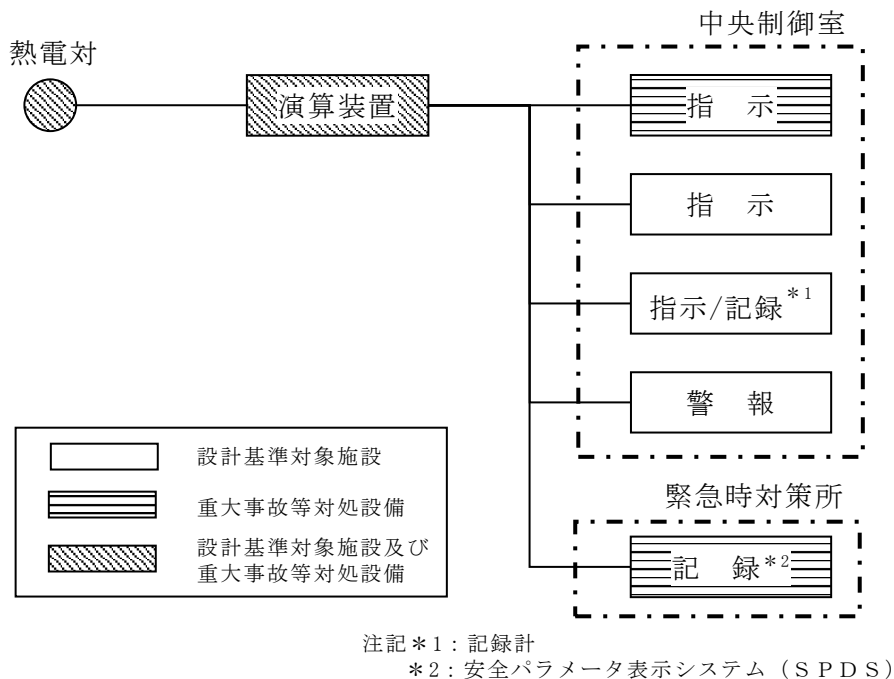 中央制御室
熱電対
演算装置
指　示
指　示
指示/記録＊1
警　報
緊急時対策所
記　録＊2
設計基準対象施設
重大事故等対処設備
設計基準対象施設及び
重大事故等対処設備
注記＊1：記録計
＊2：安全パラメータ表示システム（ＳＰＤＳ）